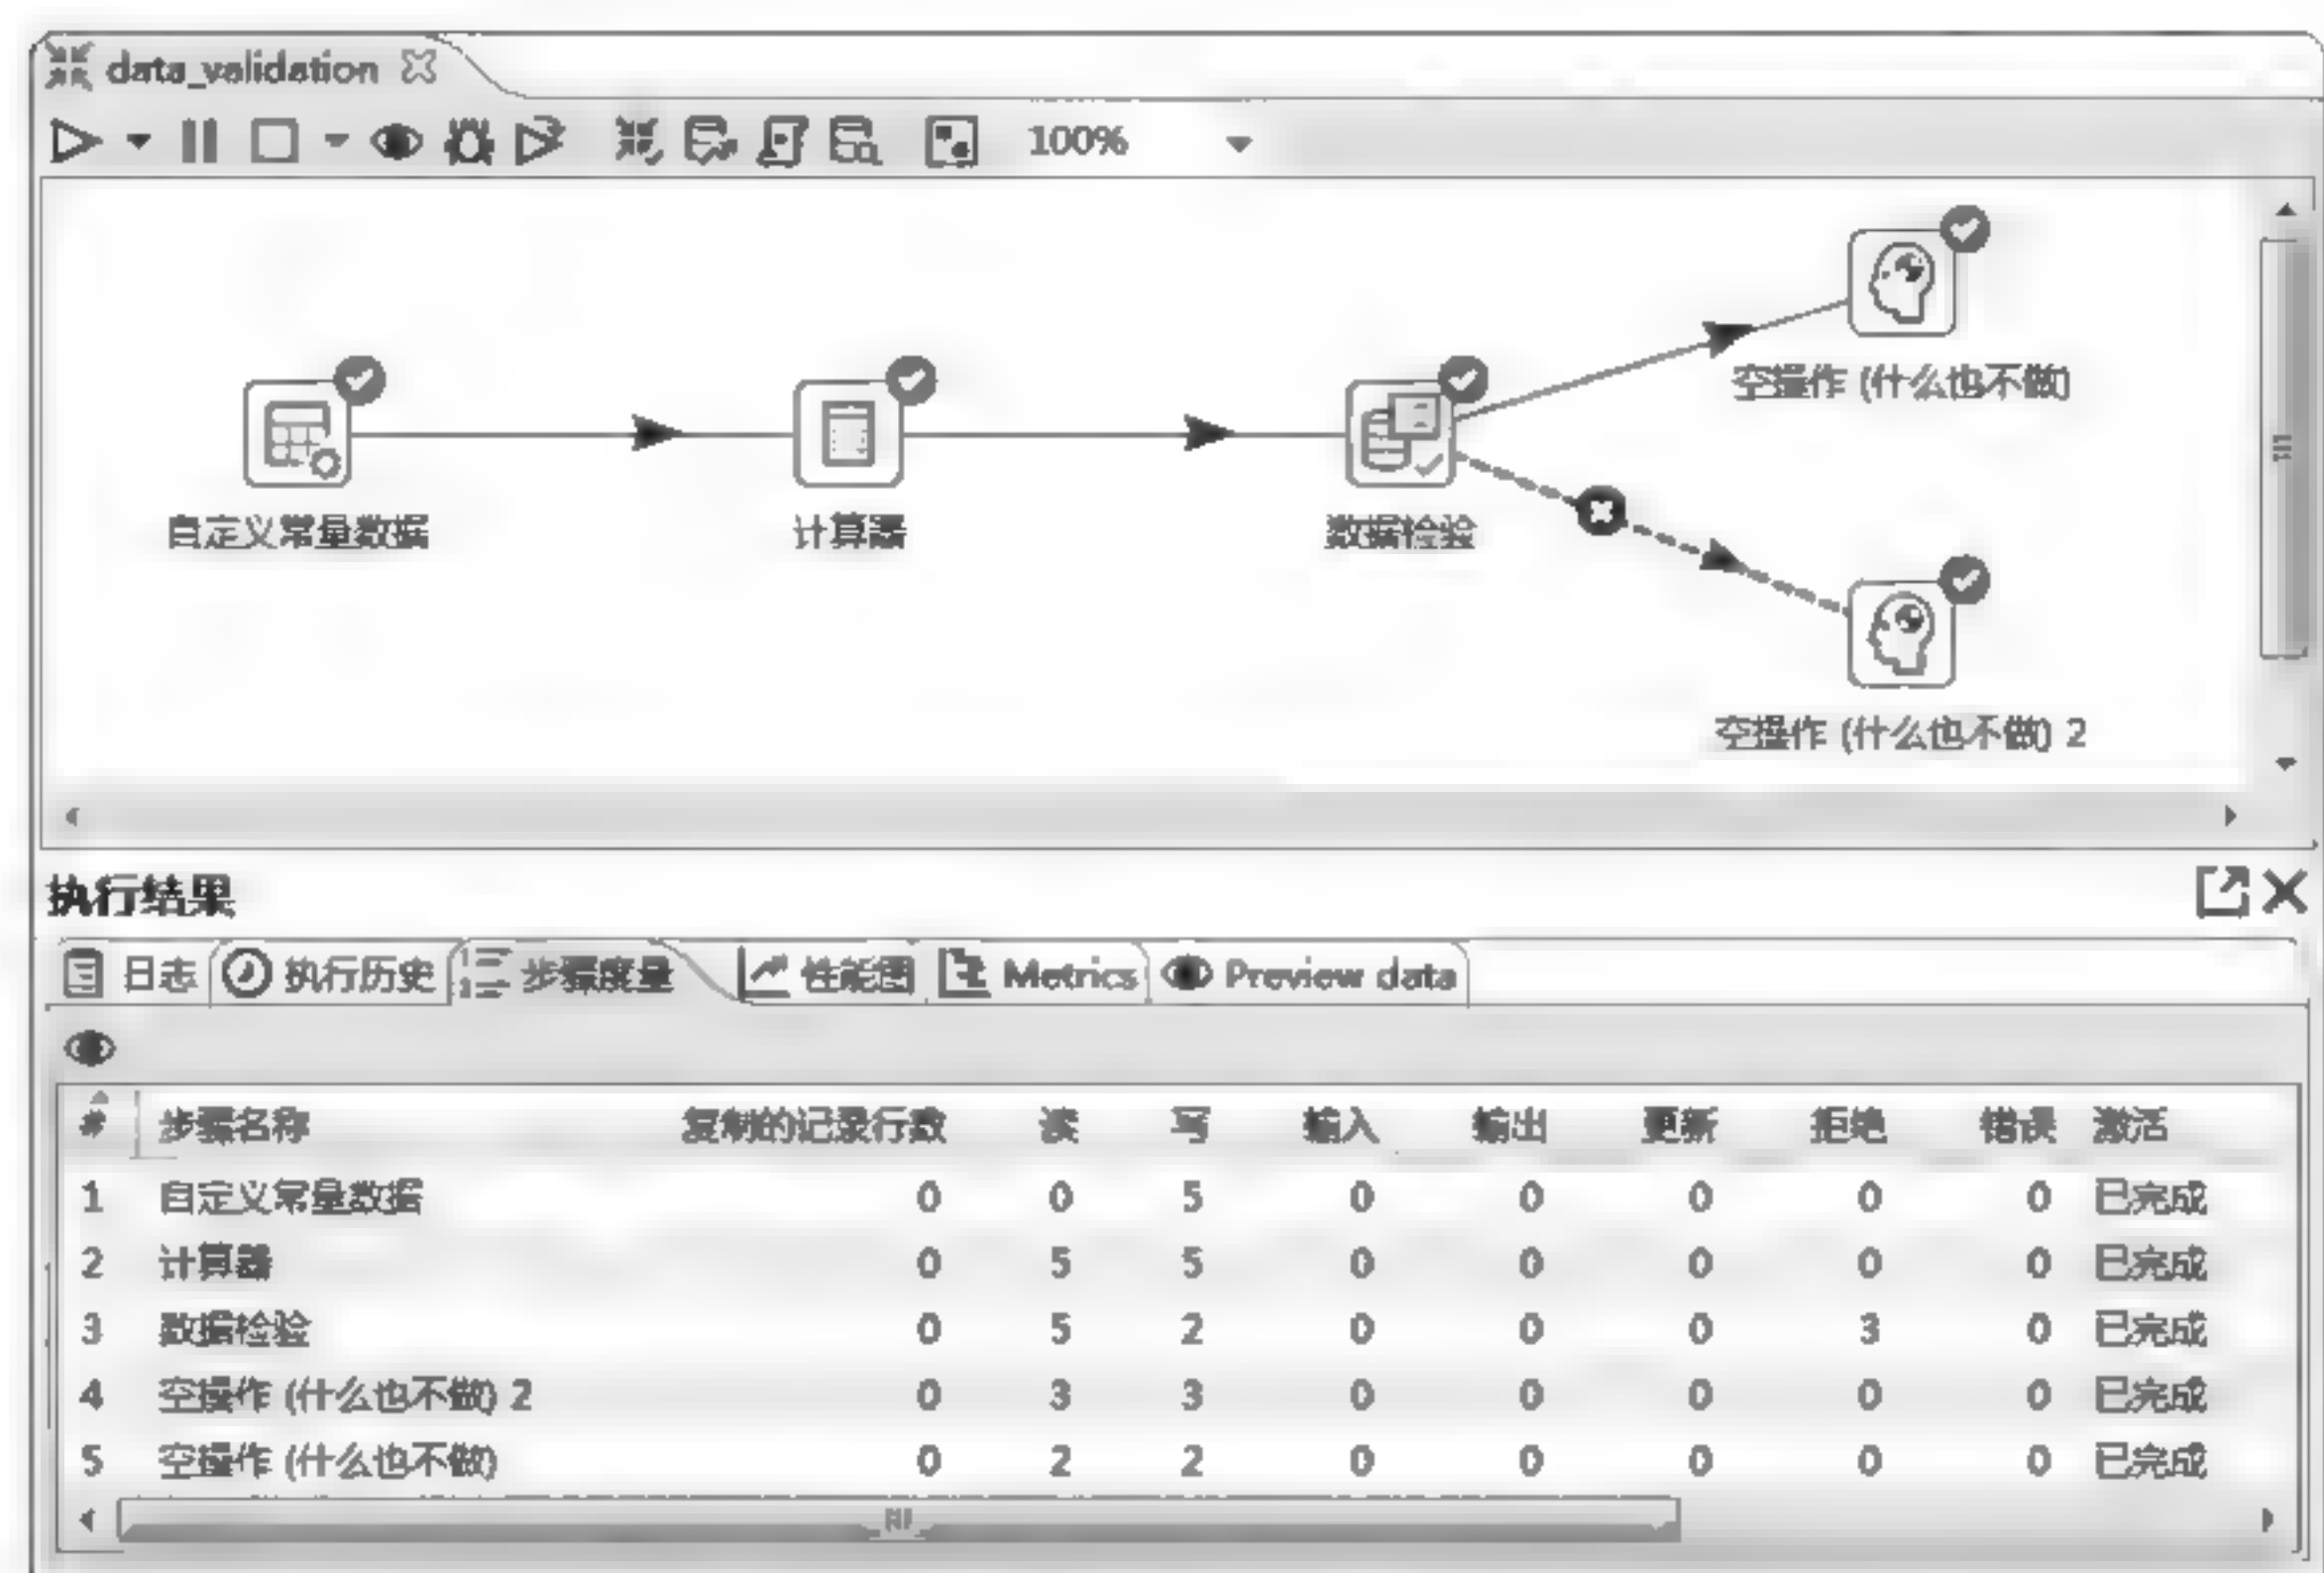 data_validation
100%
空操作 (什么也不做)
自定义常量数据 计算器 数据检验
空操作 (什么也不做) 2
执行结果
日志 执行历史 步骤度量 性能图 Metrics Preview data
# 步骤名称 复制的记录行数 读 写 输入 输出 更新 拒绝 错误 激活
1 自定义常量数据 0 0 5 0 0 0 0 0 已完成
2 计算器 0 5 5 0 0 0 0 0 已完成
3 数据检验 0 5 2 0 0 0 3 0 已完成
4 空操作 (什么也不做) 2 0 3 3 0 0 0 0 0 已完成
5 空操作 (什么也不做) 0 2 2 0 0 0 0 0 已完成